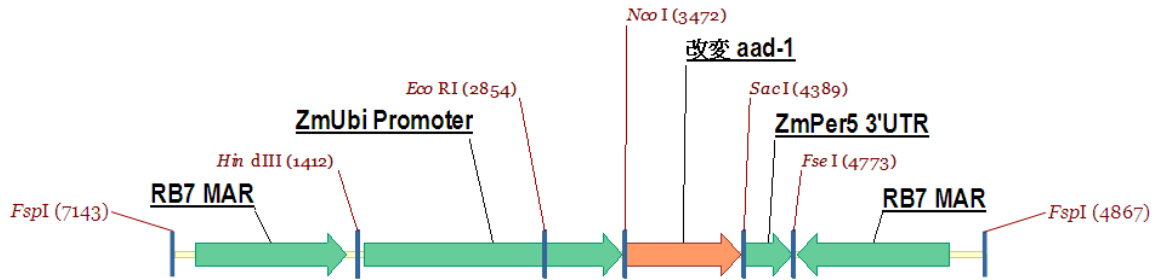 Nco I (3472)
改変 aad-1
Eco RI (2854)
Sac I (4389)
ZmUbi Promoter
ZmPer5 3'UTR
Hin dIII (1412)
Fse I (4773)
RB7 MAR
RB7 MAR
FspI (7143)
FspI (4867)